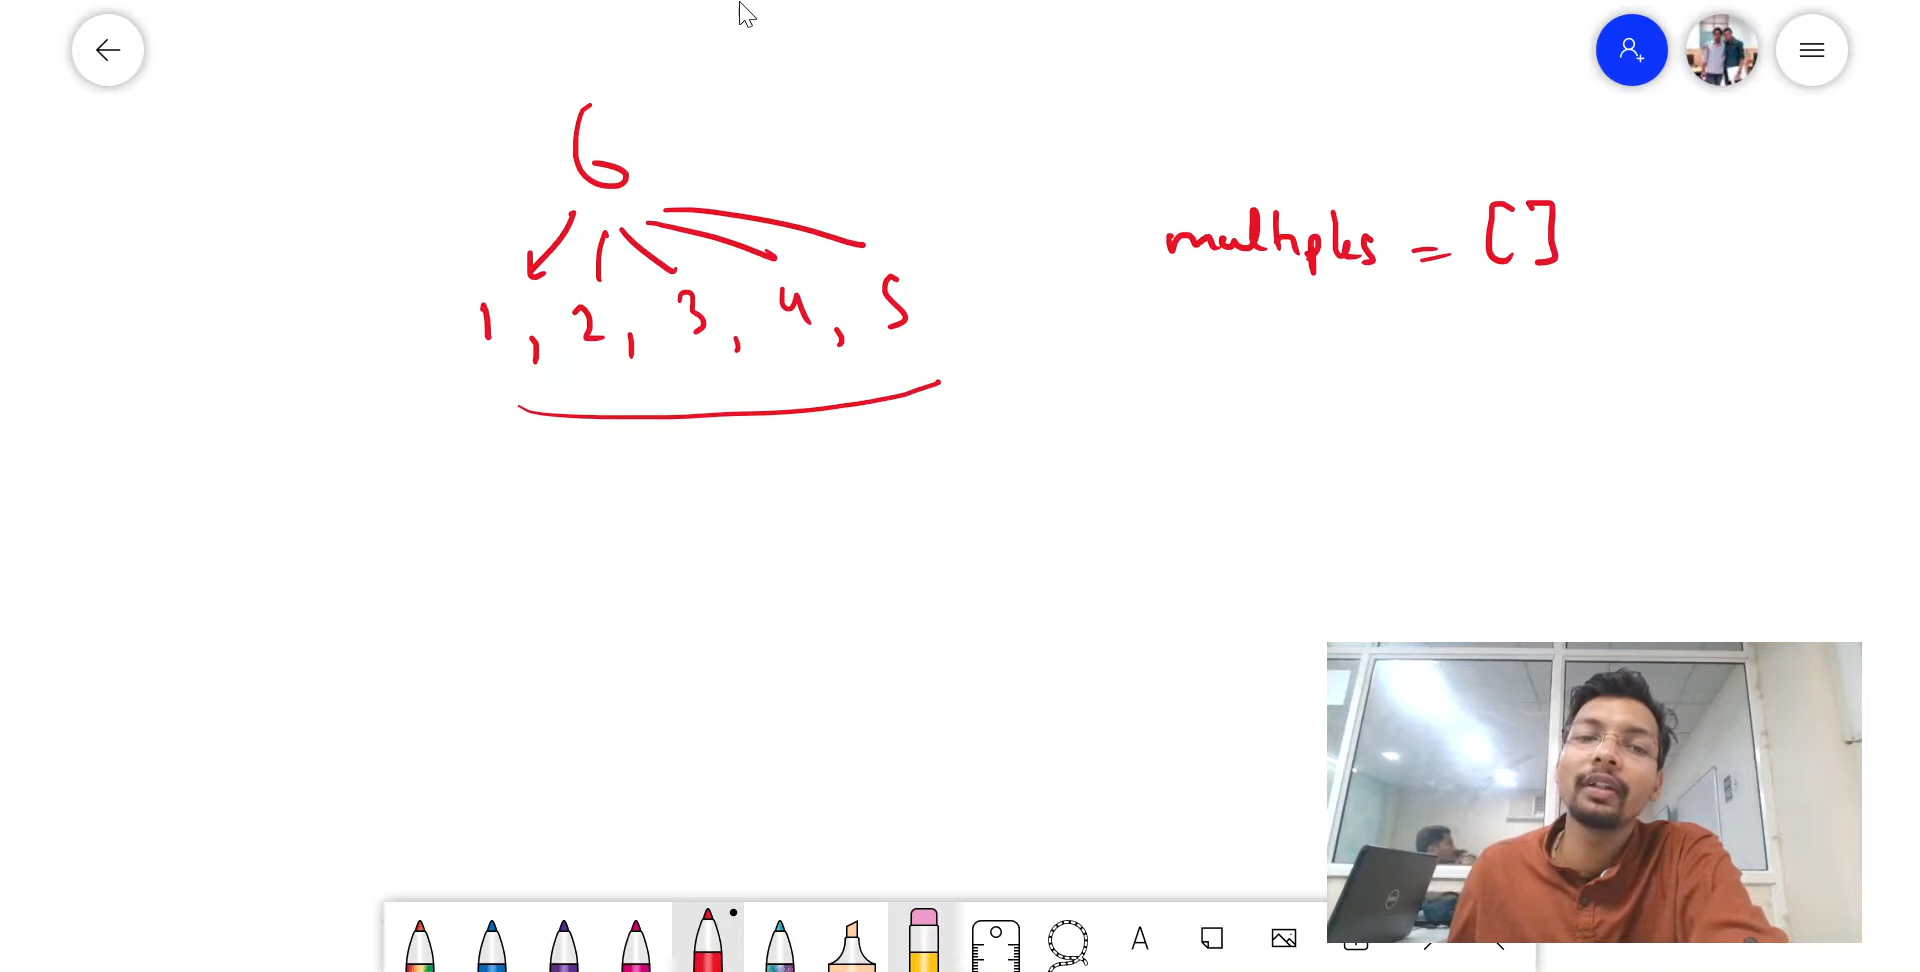 6
multiples = []
1, 2, 3, 4, 5
A